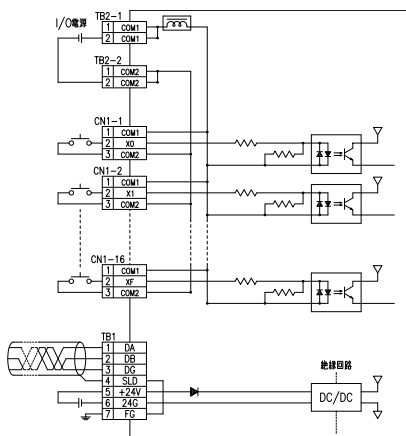 I/O電源
TB2-1
1 COM1
2 COM1
TB2-2
1 COM2
2 COM2
CN1-1
1 COM1
2 X0
3 COM2
CN1-2
1 COM1
2 X1
3 COM2
CN1-16
1 COM1
2 XF
3 COM2
TB1
1 DA
2 DB
3 DG
4 SLD
5 +24V
6 24G
7 FG
絶縁回路
DC/DC